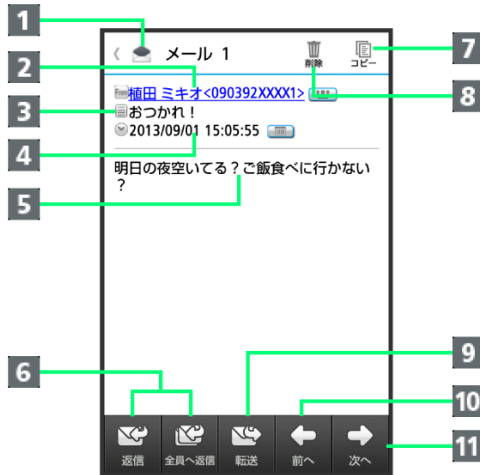 1
メール 1
削除
コピー
7
2
植田 ミキオ<090392XXXX1>
8
3
おつかれ！
4
2013/09/01 15:05:55
明日の夜空いてる？ご飯食べに行かない
？
5
9
6
10
返信
全員へ返信
転送
前へ
次へ
11